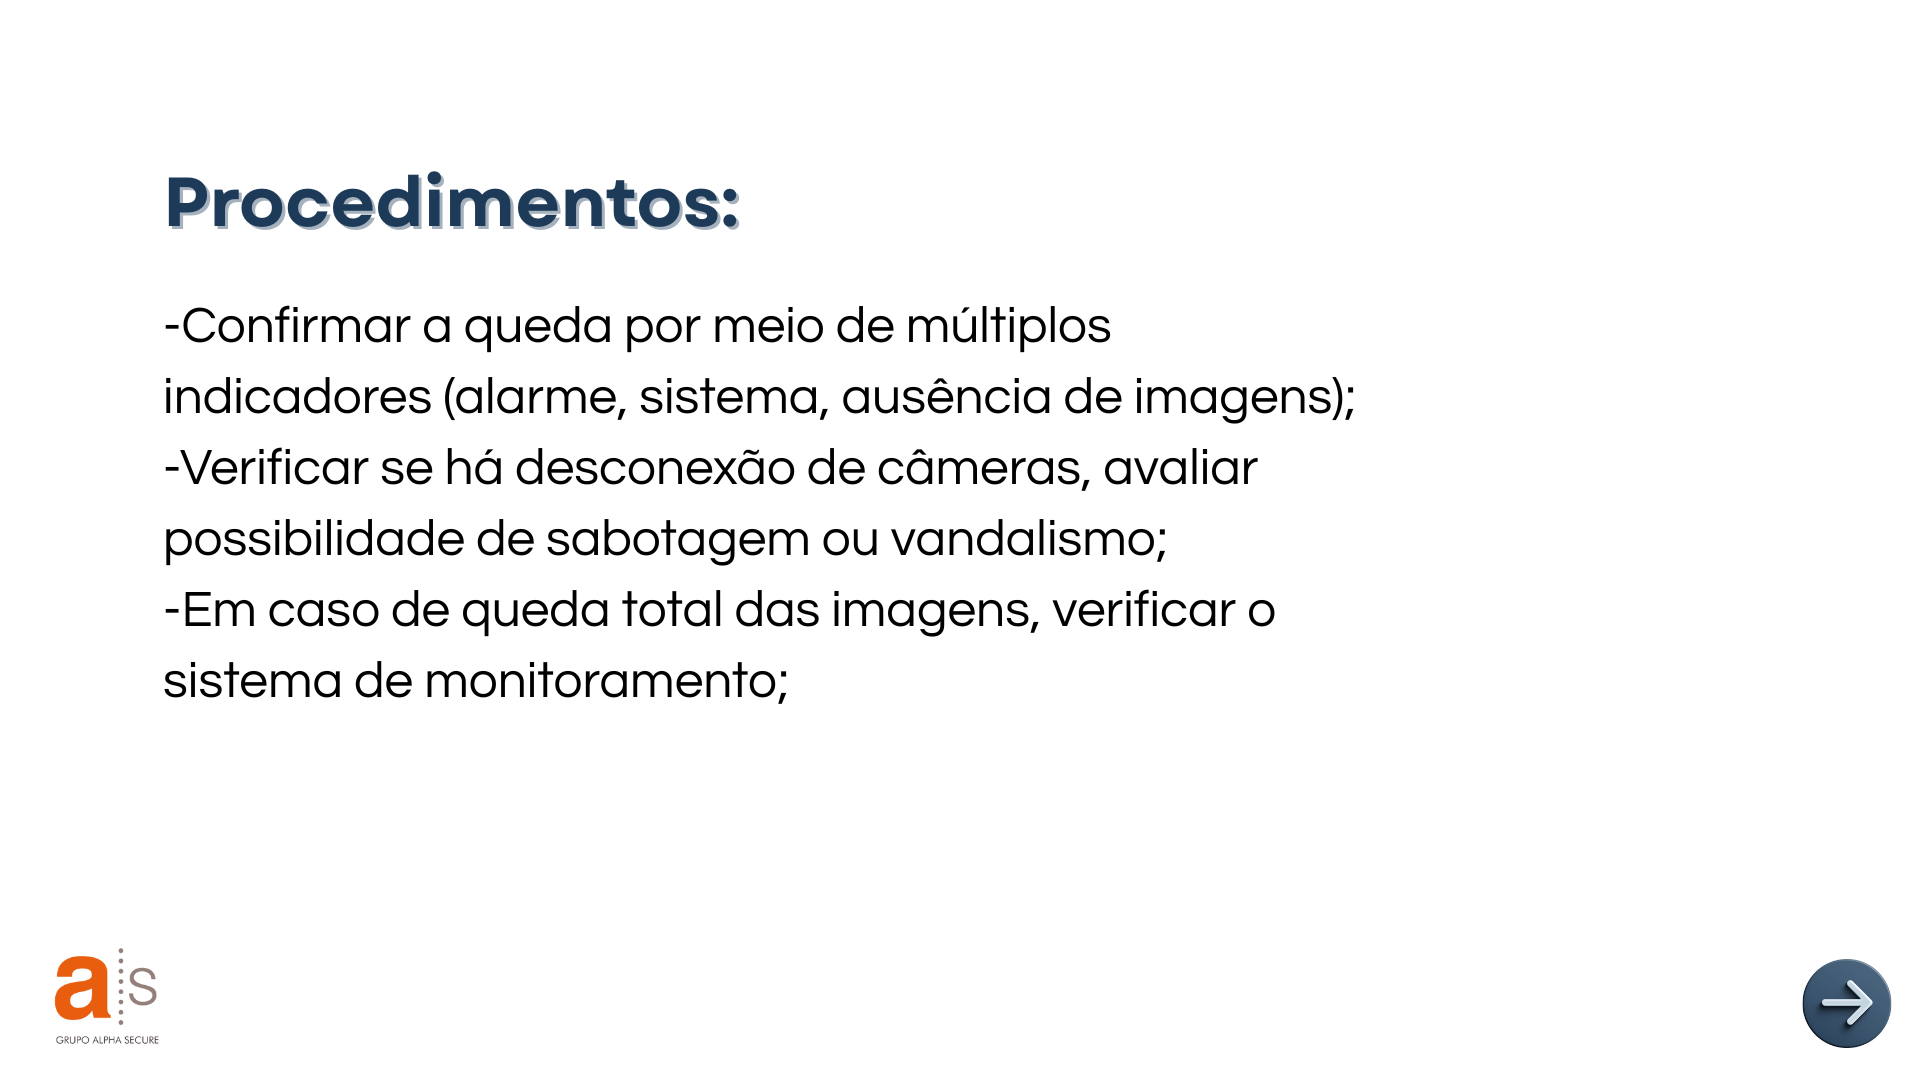 Procedimentos:
-Confirmar a queda por meio de múltiplos
indicadores (alarme, sistema, ausência de imagens);
-Verificar se há desconexão de câmeras, avaliar
possibilidade de sabotagem ou vandalismo;
-Em caso de queda total das imagens, verificar o
sistema de monitoramento;
a s
GRUPO ALPHA SECURE